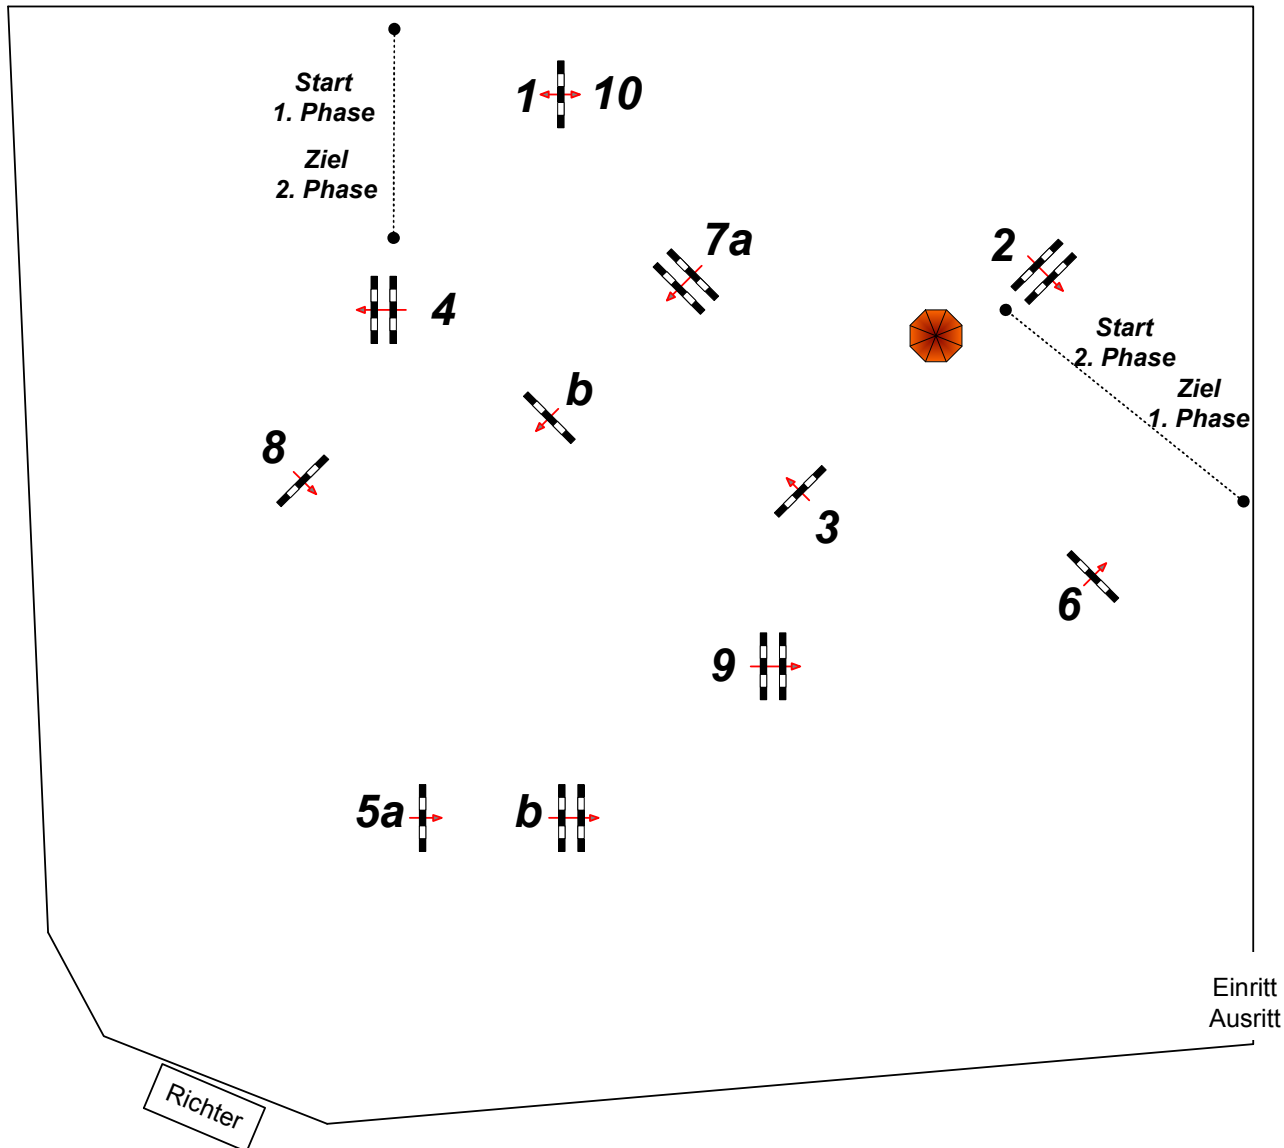 Start
1. Phase
Ziel
2. Phase
1 10
7a
2
4
Start
2. Phase
Ziel
1. Phase
b
8
3
6
9
5a b
Einritt
Ausritt
Richter